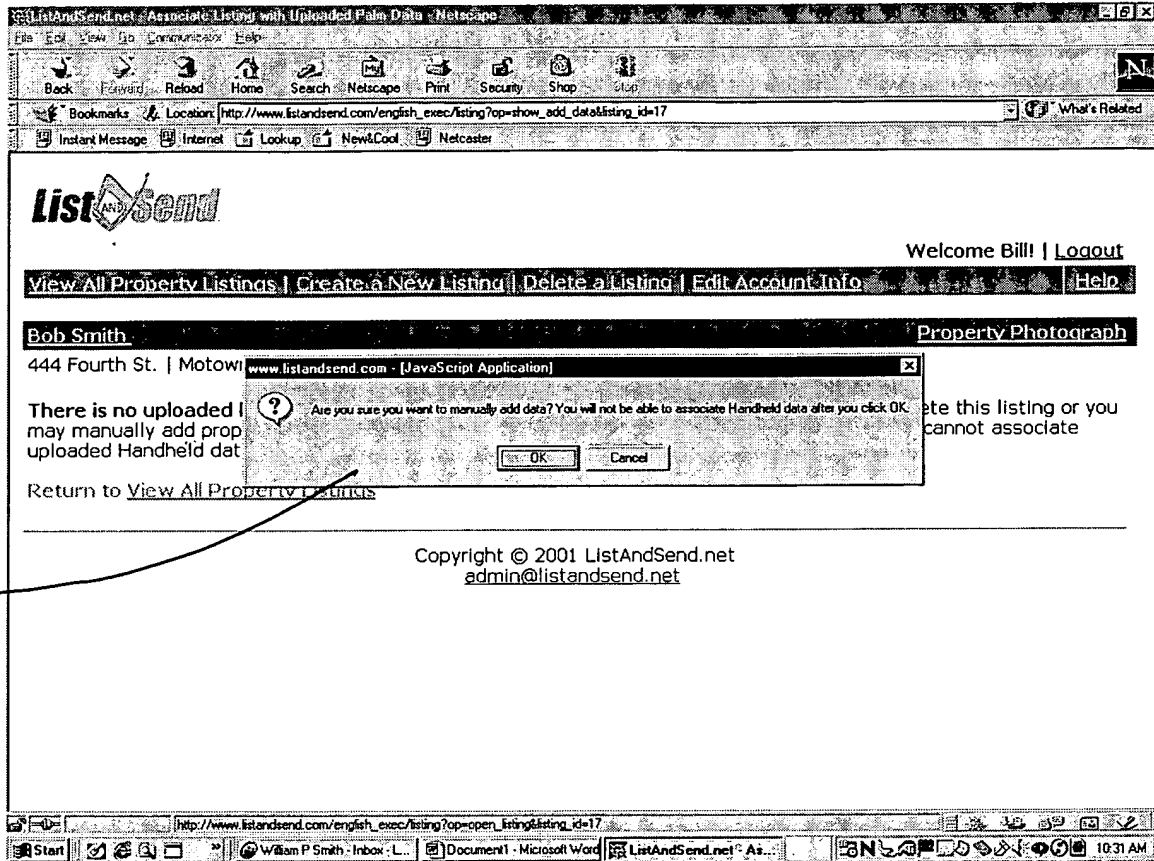 ListAndSend.net - Associate Listing with Uploaded Palm Data - Netscape
File Edit View Go Communicator Help
Back Forward Reload Home Search Netscape Print Security Shop Stop
My
N
Bookmarks Location: http://www.listandsend.com/english_exec/listing?op=show_add_data&listing_id=17 What's Related
Instant Message Internet Lookup New&Cool Netcaster
List AND Send
Welcome Bill! | Logout
View All Property Listings | Create a New Listing | Delete a Listing | Edit Account Info Help
Bob Smith Property Photograph
444 Fourth St. | Motow
www.listandsend.com - [JavaScript Application]
There is no uploaded Are you sure you want to manually add data? You will not be able to associate Handheld data after you click OK. ete this listing or you
may manually add prop cannot associate
uploaded Handheld dat OK Cancel
Return to View All Property Listings
Copyright © 2001 ListAndSend.net
admin@listandsend.net
http://www.listandsend.com/english_exec/listing?op=open_listing&listing_id=17
Start William P Smith - Inbox - L... Document1 - Microsoft Word ListAndSend.net - As... 10:31 AM